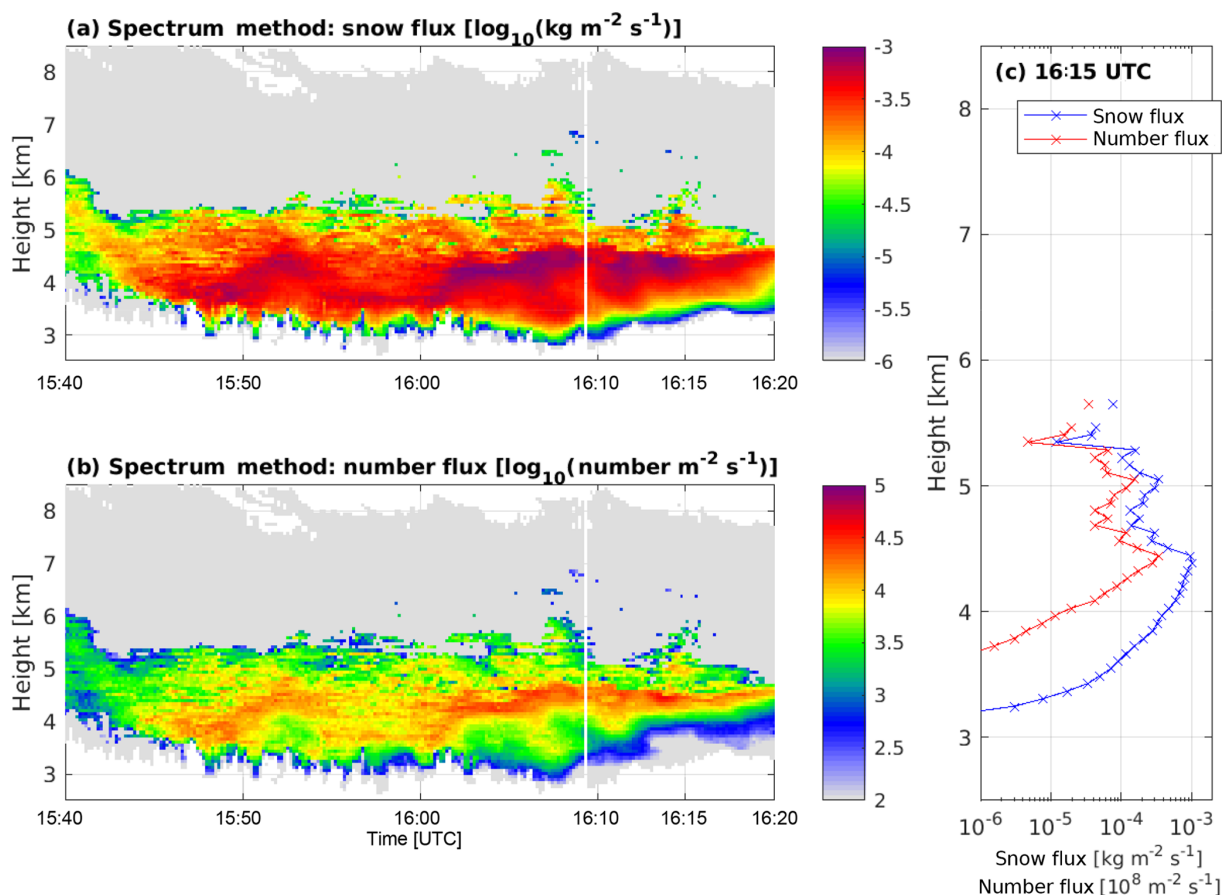 (a) Spectrum method: snow flux [log10(kg m-2 s-1)]
Height [km]
8
7
6
5
4
3
15:40 15:50 16:00 16:10 16:15 16:20
-3
-3.5
-4
-4.5
-5
-5.5
-6
(b) Spectrum method: number flux [log10(number m-2 s-1)]
Height [km]
8
7
6
5
4
3
15:40 15:50 16:00 16:10 16:15 16:20
Time [UTC]
5
4.5
4
3.5
3
2.5
2
(c) 16:15 UTC
Snow flux
Number flux
Height [km]
8
7
6
5
4
3
10-6 10-5 10-4 10-3
Snow flux [kg m-2 s-1]
Number flux [108 m-2 s-1]